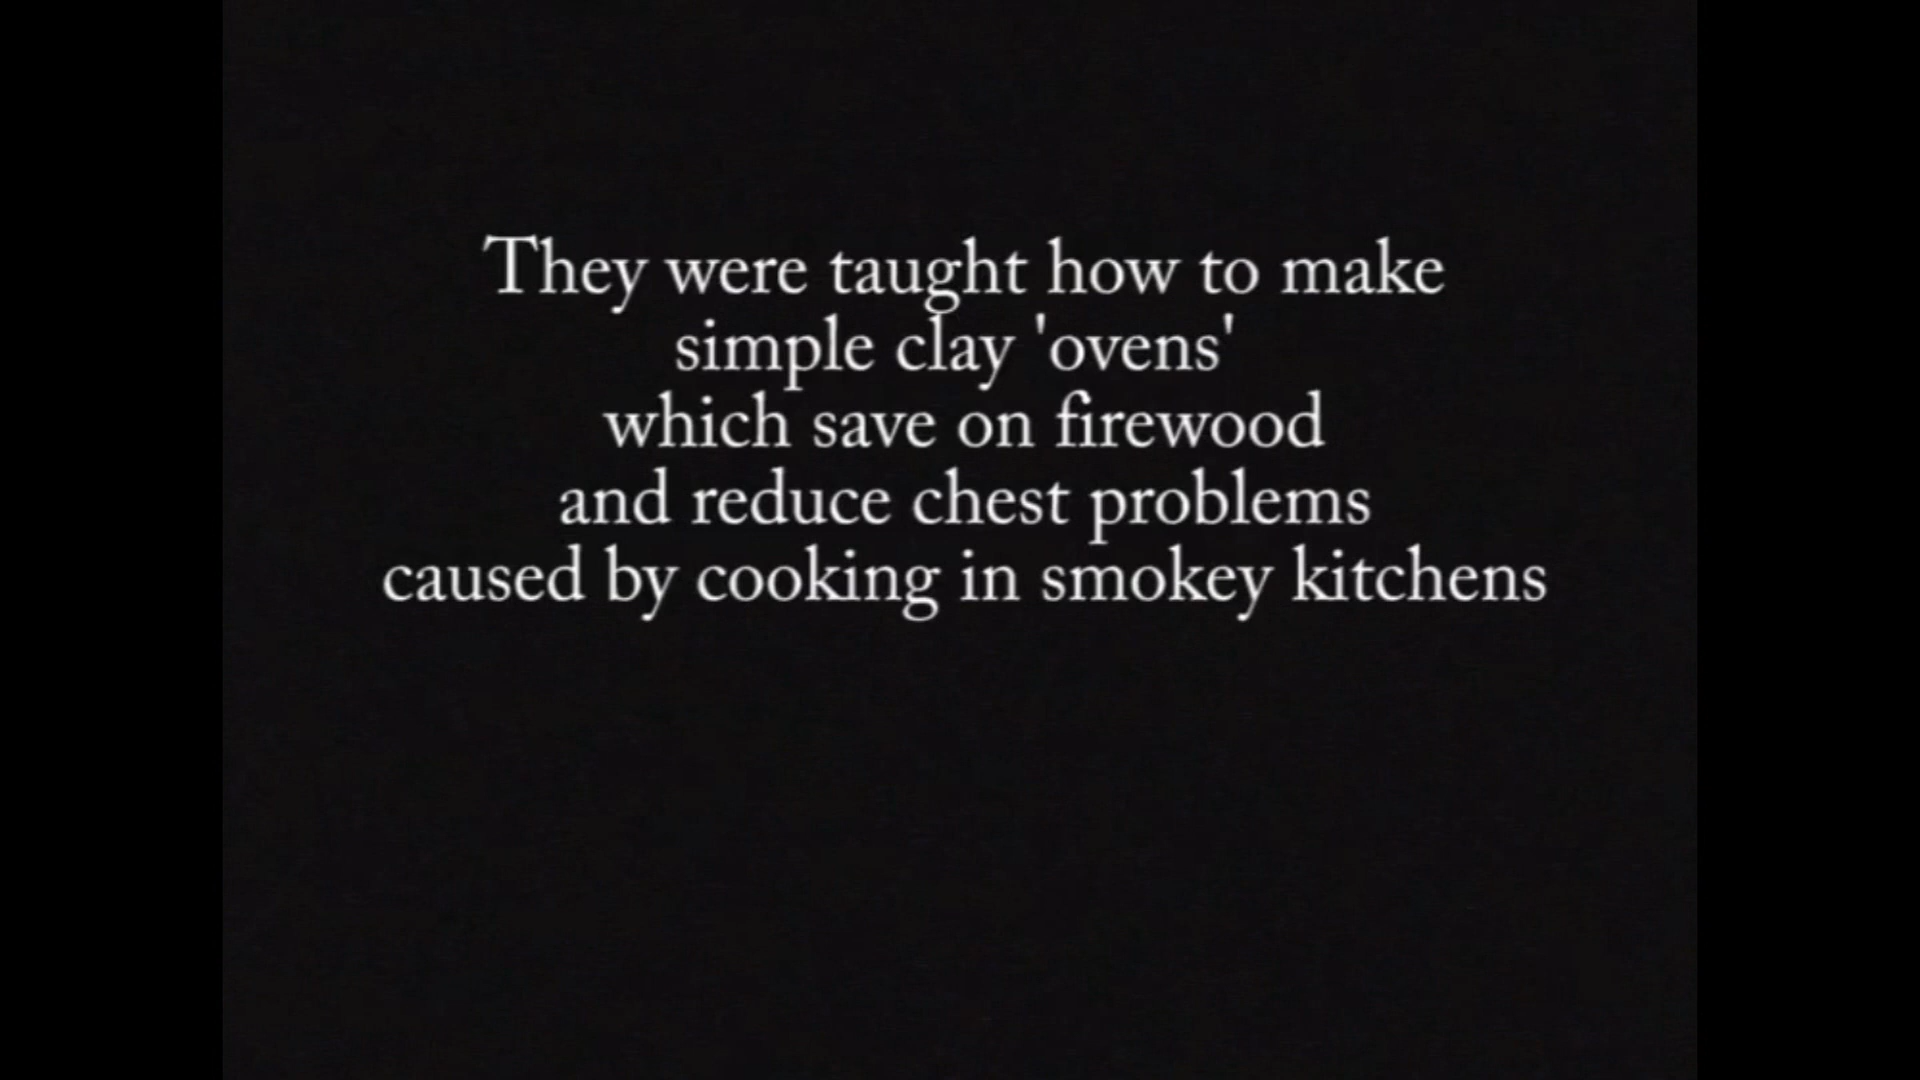 They were taught how to make
simple clay 'ovens'
which save on firewood
and reduce chest problems
caused by cooking in smokey kitchens